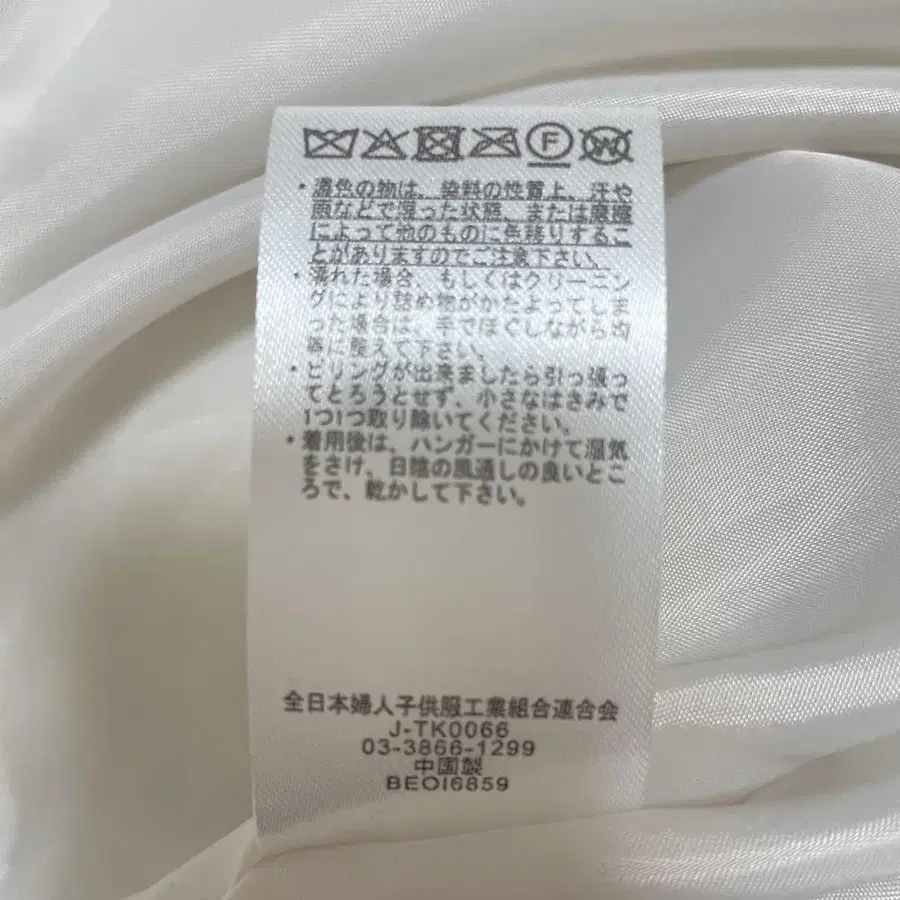 F W
・濃色の物は、染料の性質上、汗や
雨などで湿った状態、または摩擦
によって他のものに色移りするこ
とがありますのでご注意下さい。
・濡れた場合、もしくはクリーニン
グにより詰め物がかたよってしま
った場合は、手でほぐしながら均
等に整えて下さい。
・ピリングが出来ましたら引っ張っ
てとろうとせず、小さなはさみで
1つ1つ取り除いてください。
・着用後は、ハンガーにかけて湿気
をさけ、日陰の風通しの良いとこ
ろで、乾かして下さい。
全日本婦人子供服工業組合連合会
J-TK0066
03-3866-1299
中国製
BEOI6859